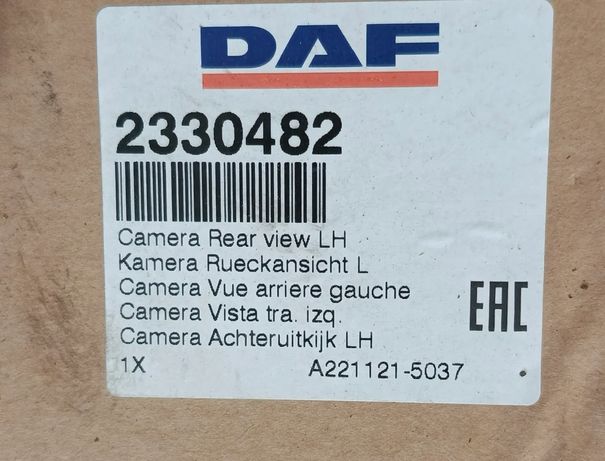 DAF
2330482
Camera Rear view LH
Kamera Rueckansicht L
Camera Vue arriere gauche
Camera Vista tra. izq.
Camera Achteruitkijk LH
EAC
1X A221121-5037